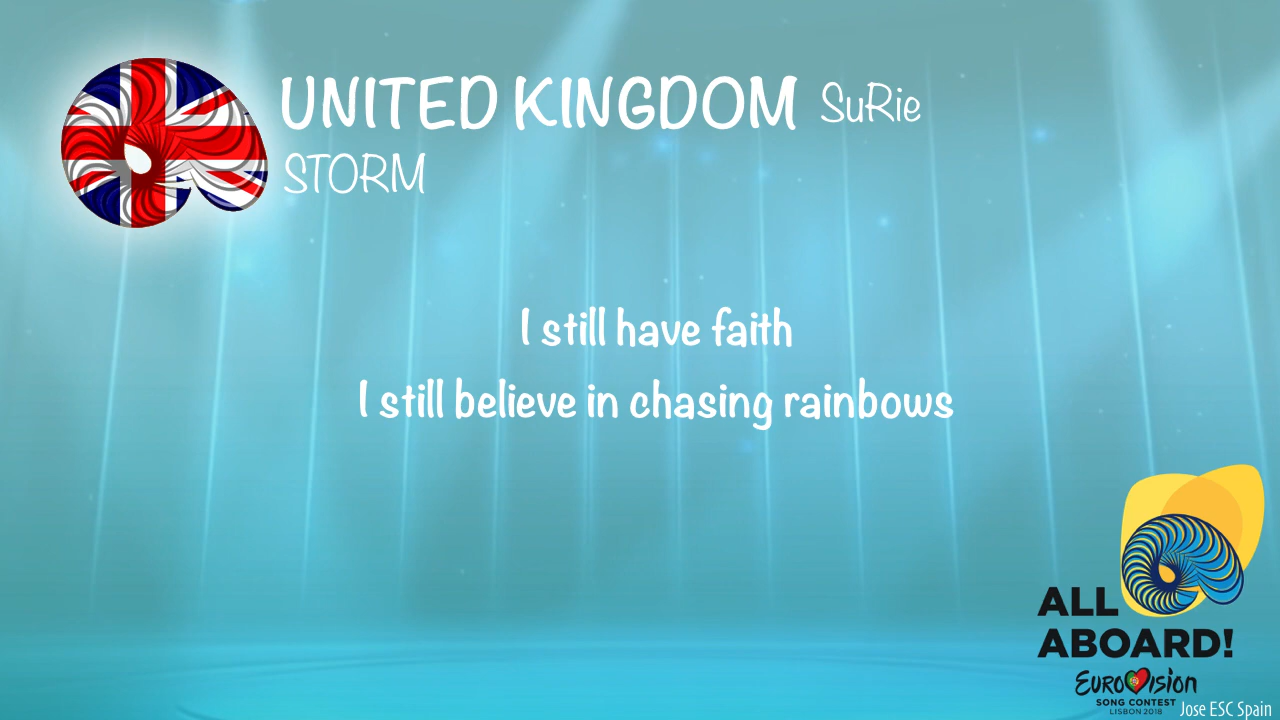 UNITED KINGDOM SuRie
STORM
I still have faith
I still believe in chasing rainbows
ALL
ABOARD!
EUROVISION
SONG CONTEST
LISBON 2018
Jose ESC Spain